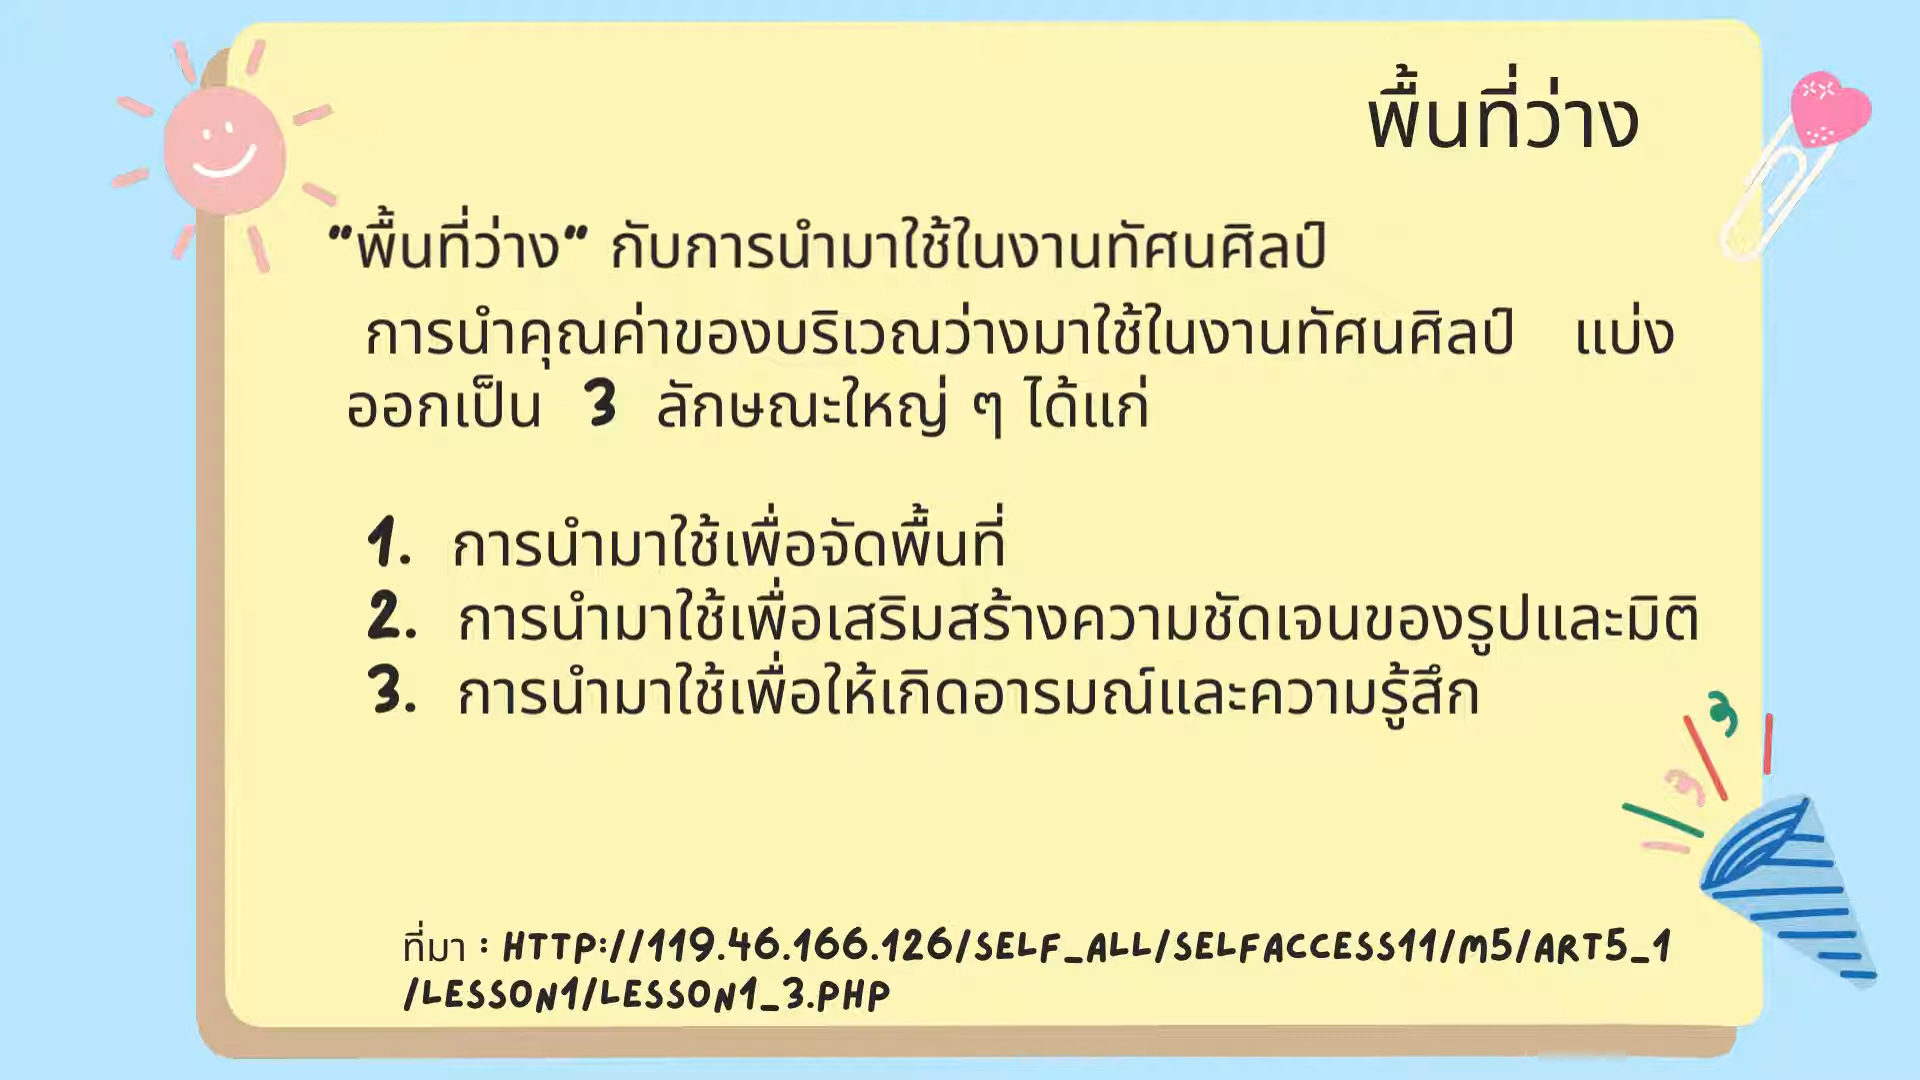 พื้นที่ว่าง
"พื้นที่ว่าง" กับการนำมาใช้ในงานทัศนศิลป์
การนำคุณค่าของบริเวณว่างมาใช้ในงานทัศนศิลป์ แบ่ง
ออกเป็น 3 ลักษณะใหญ่ ๆ ได้แก่
1. การนำมาใช้เพื่อจัดพื้นที่
2. การนำมาใช้เพื่อเสริมสร้างความชัดเจนของรูปและมิติ
3. การนำมาใช้เพื่อให้เกิดอารมณ์และความรู้สึก
ที่มา : HTTP://119.46.166.126/SELF_ALL/SELFACCESS11/M5/ART5_1
/LESSON1/LESSON1_3.PHP